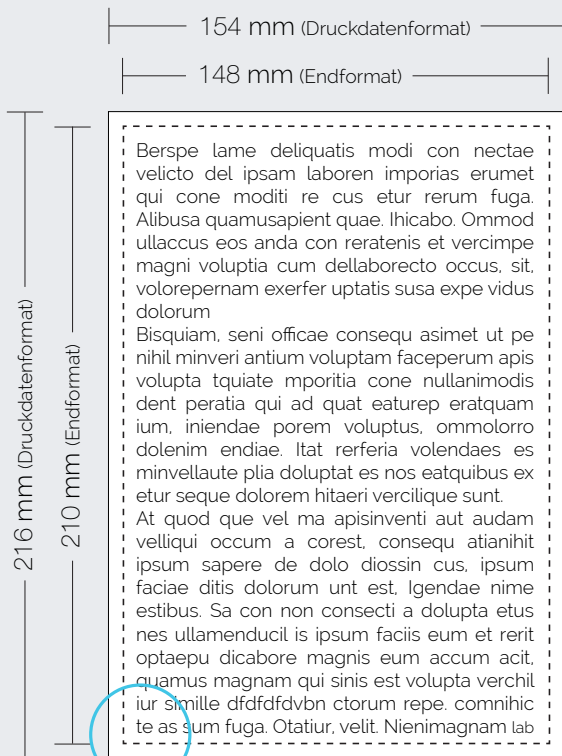 154 mm (Druckdatenformat)
148 mm (Endformat)
216 mm (Druckdatenformat)
210 mm (Endformat)
Berspe lame deliquatis modi con nectae
velicto del ipsam laboren imporias erumet
qui cone moditi re cus etur rerum fuga.
Alibusa quamusapient quae. Ihicabo. Ommod
ullaccus eos anda con reratenis et vercimpe
magni voluptia cum dellaborecto occus, sit,
volorepernam exerfer uptatis susa expe vidus
dolorum
Bisquiam, seni officae consequ asimet ut pe
nihil minveri antium voluptam faceperum apis
volupta tquiate mporitia cone nullanimodis
dent peratia qui ad quat eaturep eratquam
ium, iniendae porem voluptus, ommolorro
dolenim endiae. Itat rerferia volendaes es
minvellaute plia doluptat es nos eatquibus ex
etur seque dolorem hitaeri vercilique sunt.
At quod que vel ma apisinventi aut audam
velliqui occum a corest, consequ atianihit
ipsum sapere de dolo diossin cus, ipsum
faciae ditis dolorum unt est, Igendae nime
estibus. Sa con non consecti a dolupta etus
nes ullamenducil is ipsum faciis eum et rerit
optaepu dicabore magnis eum accum acit,
quamus magnam qui sinis est volupta verchil
iur simille dfdfdfdvbn ctorum repe. comnihic
te as sum fuga. Otatiur, velit. Nienimagnam lab